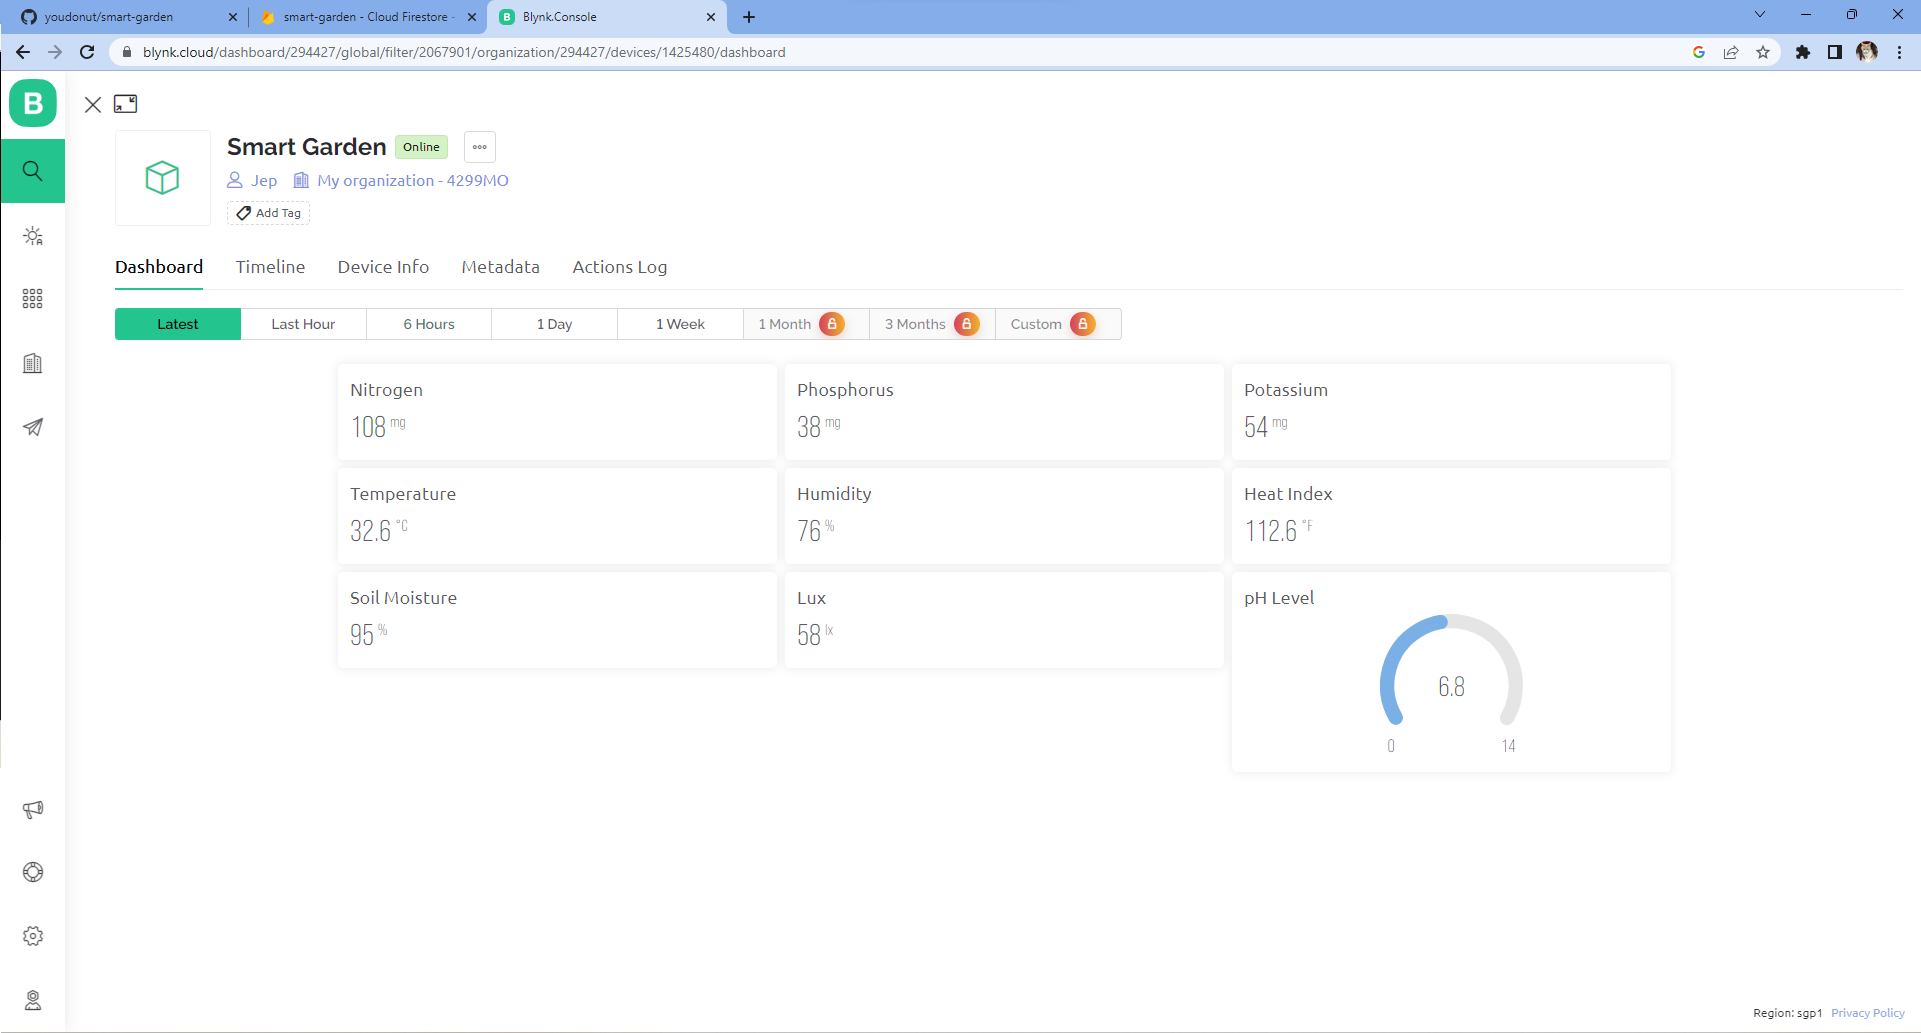 youdonut/smart-garden
smart-garden - Cloud Firestore -
Blynk.Console
blynk.cloud/dashboard/294427/global/filter/2067901/organization/294427/devices/1425480/dashboard
B
Smart Garden Online
Jep My organization - 4299MO
Add Tag
Dashboard Timeline Device Info Metadata Actions Log
Latest Last Hour 6 Hours 1 Day 1 Week 1 Month 3 Months Custom
Nitrogen
108 mg
Phosphorus
38 mg
Potassium
54 mg
Temperature
32.6 °C
Humidity
76 %
Heat Index
112.6 °F
Soil Moisture
95 %
Lux
58 lx
pH Level
6.8
0 14
Region: sgp1 Privacy Policy